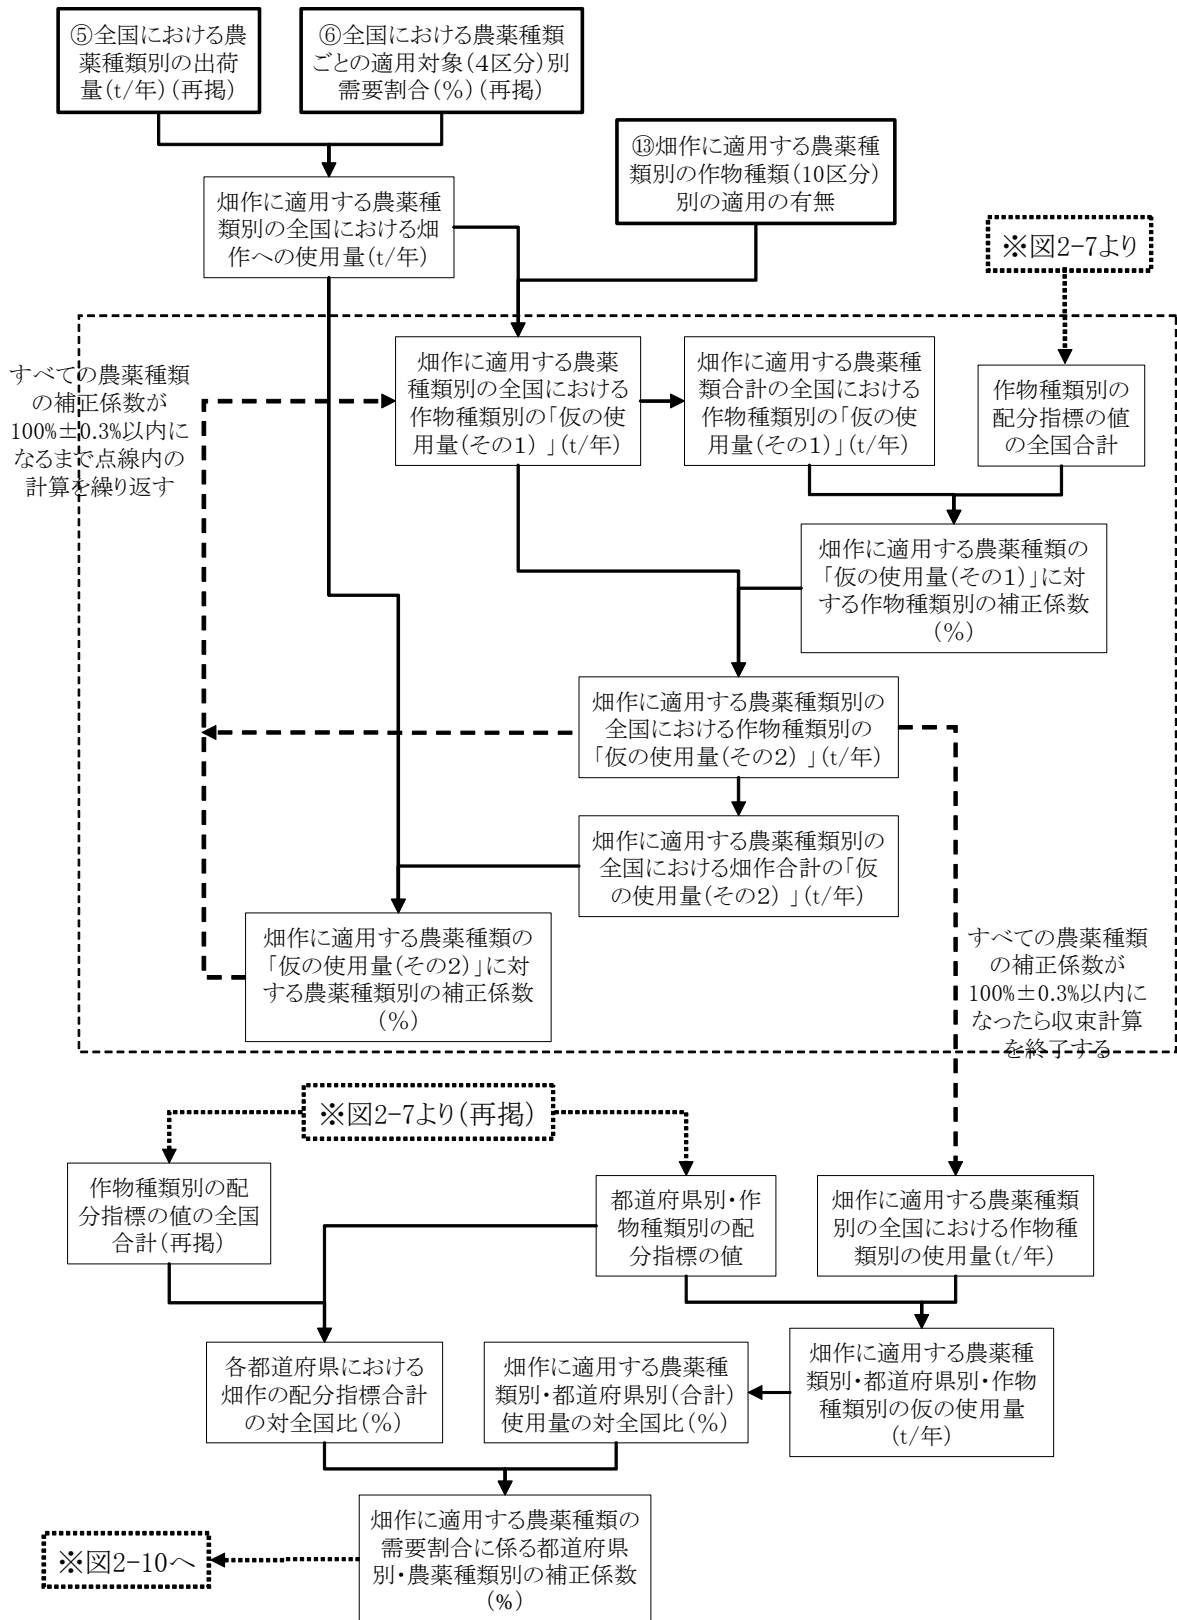 ⑤全国における農
薬種類別の出荷
量(t/年)(再掲)
⑥全国における農薬種類
ごとの適用対象(4区分)別
需要割合(%)(再掲)
⑬畑作に適用する農薬種
類別の作物種類(10区分)
別の適用の有無
畑作に適用する農薬種
類別の全国における畑
作への使用量(t/年)
※図2-7より
すべての農薬種類
の補正係数が
100%±0.3%以内に
なるまで点線内の
計算を繰り返す
畑作に適用する農薬
種類別の全国における
作物種類別の「仮の使
用量(その1) 」(t/年)
畑作に適用する農薬種
類合計の全国における
作物種類別の「仮の使
用量(その1)」(t/年)
作物種類別の
配分指標の値
の全国合計
畑作に適用する農薬種類の
「仮の使用量(その1)」に対
する作物種類別の補正係数
(%)
畑作に適用する農薬種類別の
全国における作物種類別の
「仮の使用量(その2) 」(t/年)
畑作に適用する農薬種類別の
全国における畑作合計の「仮
の使用量(その2) 」(t/年)
畑作に適用する農薬種類の
「仮の使用量(その2)」に対
する農薬種類別の補正係数
(%)
すべての農薬種類
の補正係数が
100%±0.3%以内に
なったら収束計算
を終了する
※図2-7より(再掲)
作物種類別の配
分指標の値の全国
合計(再掲)
都道府県別・作
物種類別の配
分指標の値
畑作に適用する農薬種類
別の全国における作物種
類別の使用量(t/年)
各都道府県における
畑作の配分指標合計
の対全国比(%)
畑作に適用する農薬種
類別・都道府県別(合計)
使用量の対全国比(%)
畑作に適用する農薬種
類別・都道府県別・作物
種類別の仮の使用量
(t/年)
畑作に適用する農薬種類の
需要割合に係る都道府県
別・農薬種類別の補正係数
(%)
※図2-10へ